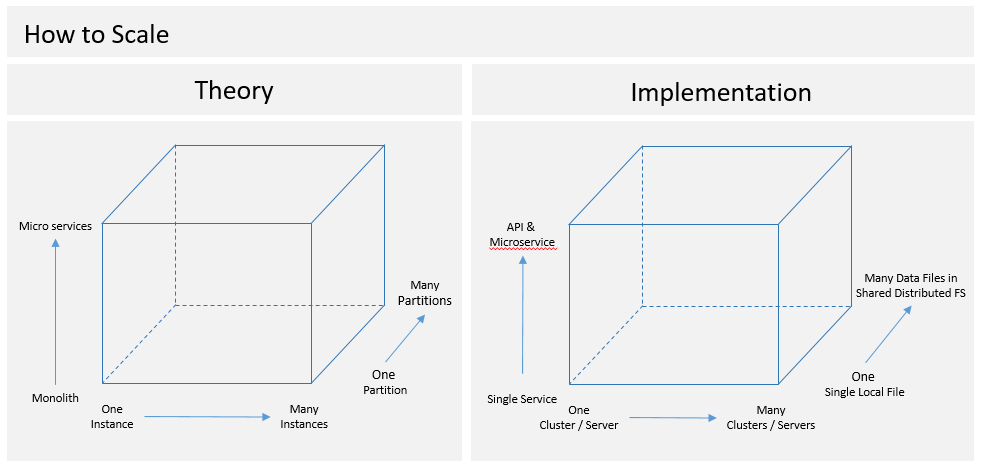 How to Scale
Theory
Implementation
Micro services
Monolith
One
Instance
Many
Instances
One
Partition
Many
Partitions
API &
Microservice
Single Service
One
Cluster / Server
Many
Clusters / Servers
One
Single Local File
Many Data Files in
Shared Distributed FS